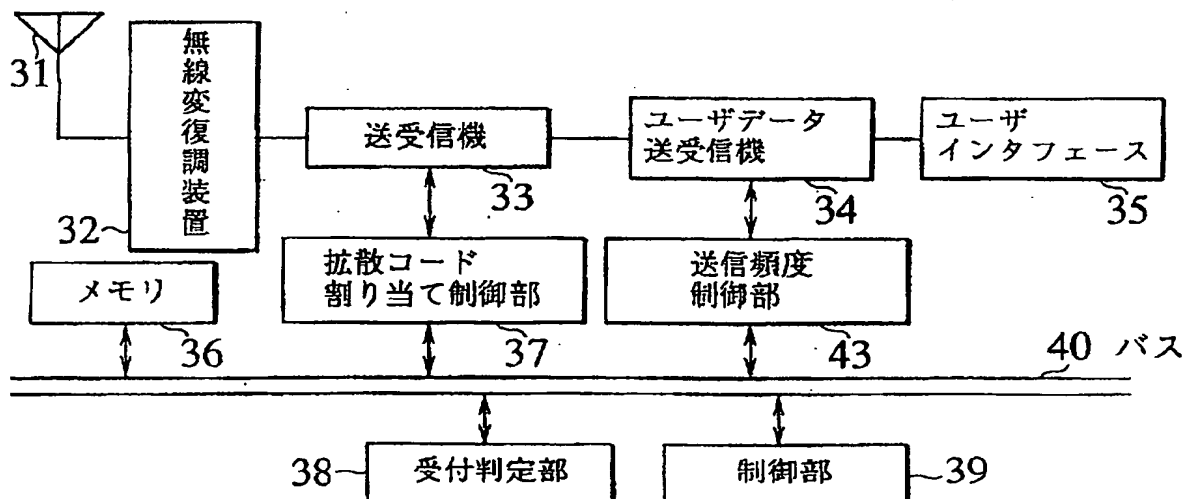 31
無線変復調装置
32
送受信機
33
ユーザデータ
送受信機
34
ユーザ
インタフェース
35
メモリ
36
拡散コード
割り当て制御部
37
送信頻度
制御部
43
40 バス
38
受付判定部
制御部
39